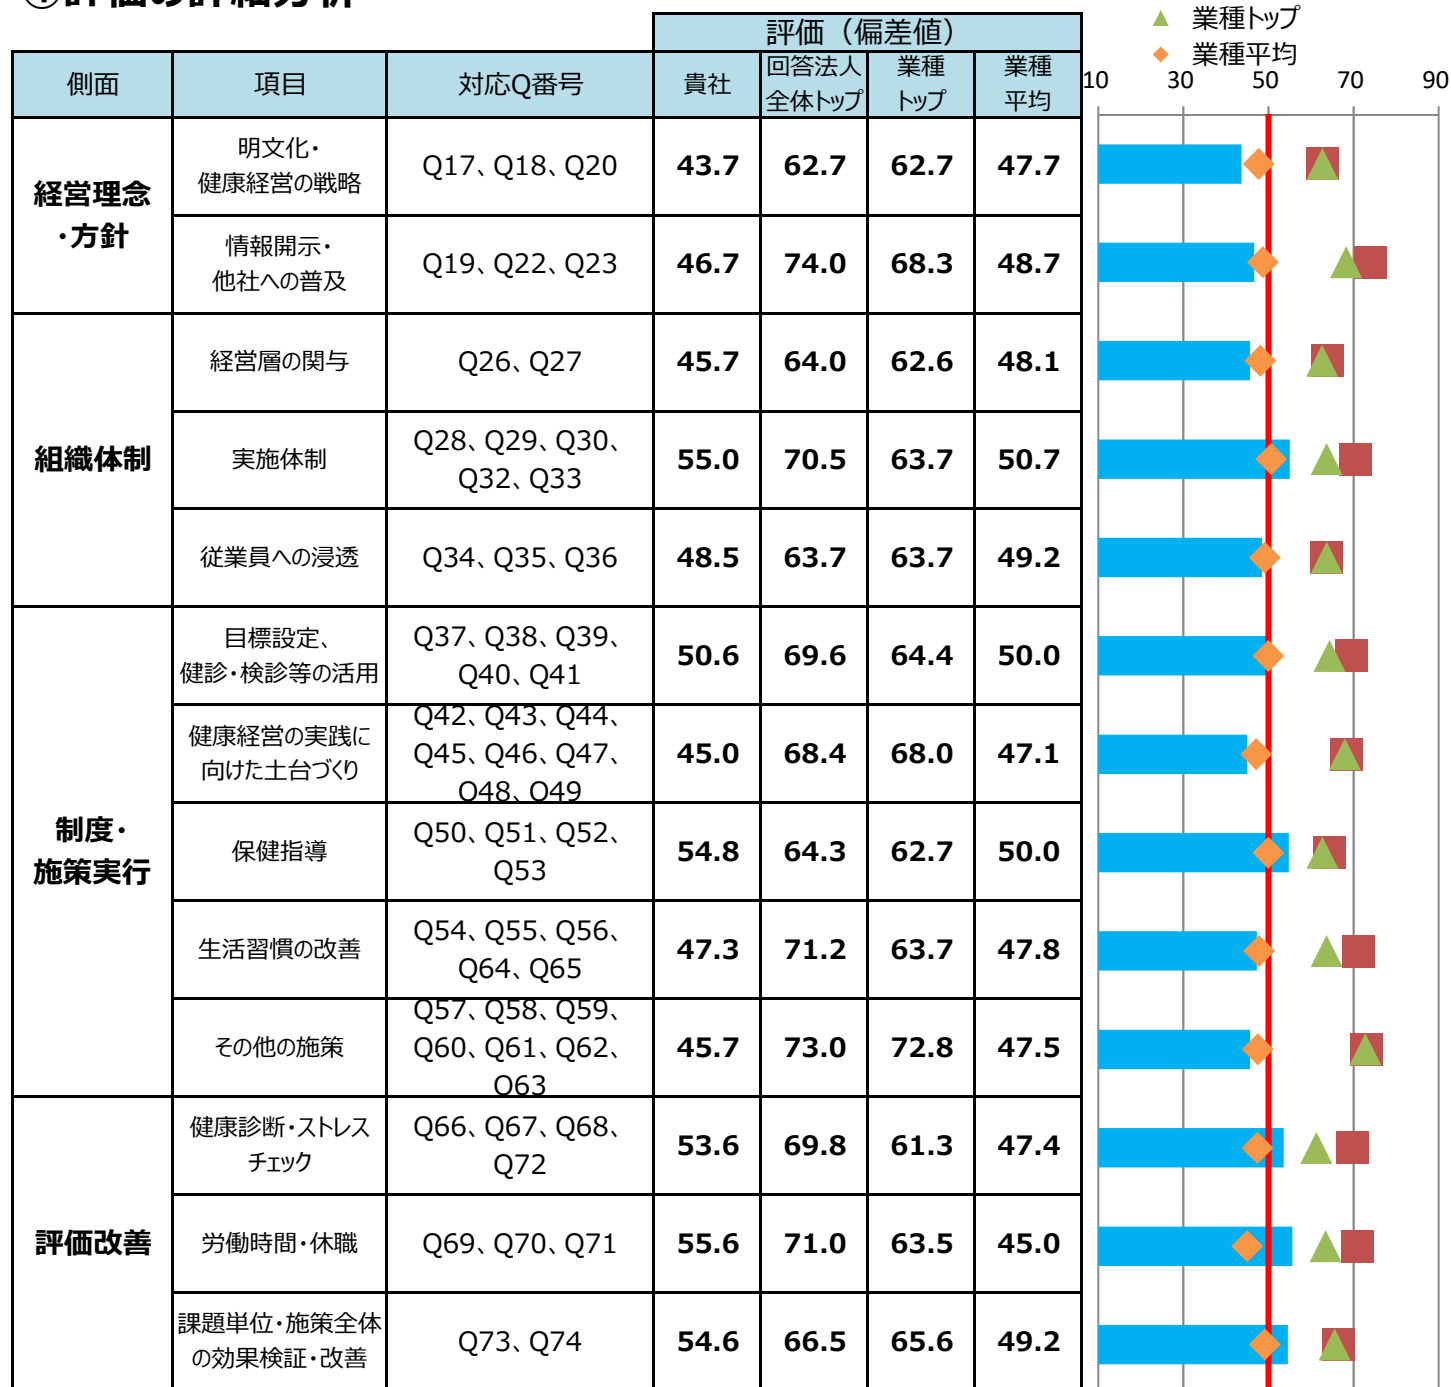 ①評価の詳細分析
▲ 業種トップ
◆ 業種平均
評価（偏差値）
側面 項目 対応Q番号 貴社 回答法人全体トップ 業種トップ 業種平均
10 30 50 70 90
経営理念・方針
明文化・健康経営の戦略 Q17、Q18、Q20 43.7 62.7 62.7 47.7
情報開示・他社への普及 Q19、Q22、Q23 46.7 74.0 68.3 48.7
組織体制
経営層の関与 Q26、Q27 45.7 64.0 62.6 48.1
実施体制 Q28、Q29、Q30、Q32、Q33 55.0 70.5 63.7 50.7
従業員への浸透 Q34、Q35、Q36 48.5 63.7 63.7 49.2
制度・施策実行
目標設定、健診・検診等の活用 Q37、Q38、Q39、Q40、Q41 50.6 69.6 64.4 50.0
健康経営の実践に向けた土台づくり Q42、Q43、Q44、Q45、Q46、Q47、Q48、Q49 45.0 68.4 68.0 47.1
保健指導 Q50、Q51、Q52、Q53 54.8 64.3 62.7 50.0
生活習慣の改善 Q54、Q55、Q56、Q64、Q65 47.3 71.2 63.7 47.8
その他の施策 Q57、Q58、Q59、Q60、Q61、Q62、Q63 45.7 73.0 72.8 47.5
評価改善
健康診断・ストレスチェック Q66、Q67、Q68、Q72 53.6 69.8 61.3 47.4
労働時間・休職 Q69、Q70、Q71 55.6 71.0 63.5 45.0
課題単位・施策全体の効果検証・改善 Q73、Q74 54.6 66.5 65.6 49.2